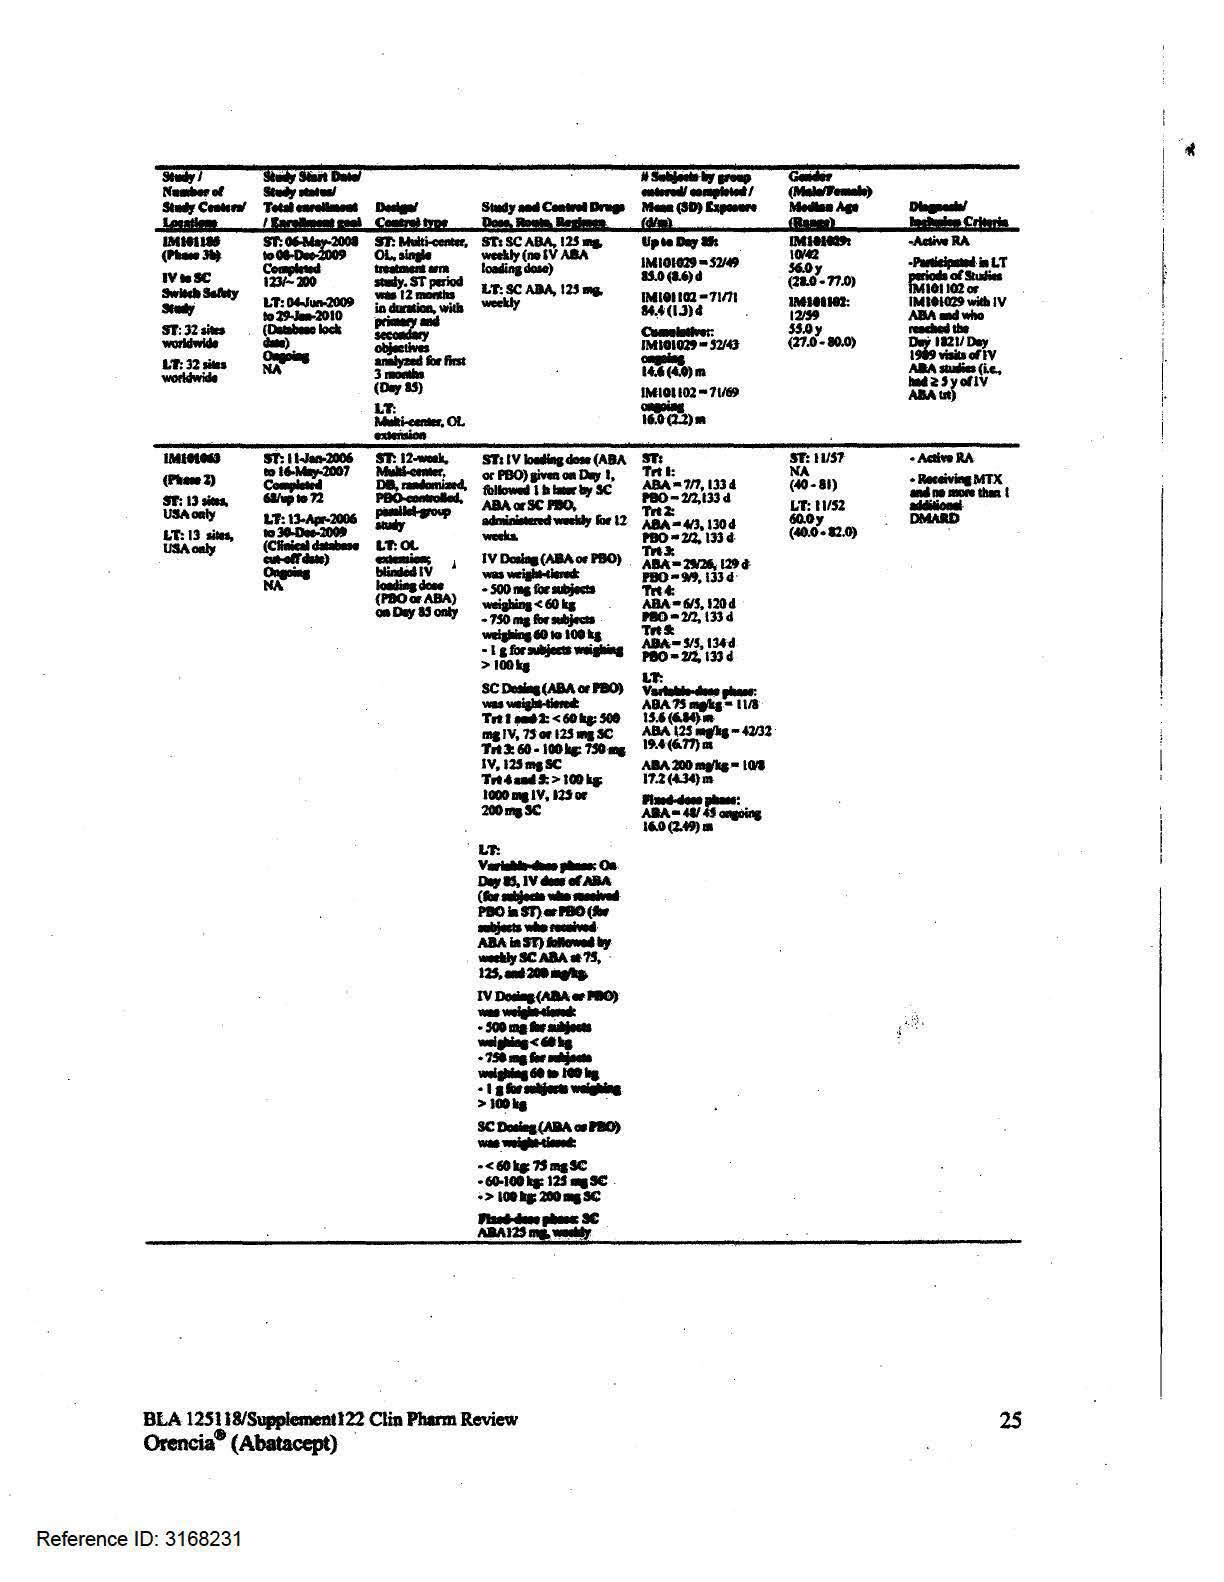 Study /
Number of
Study Centers/
Locations
Study Start Date/
Study status/
Total enrollment
/ Enrollment goal
Design/
Control type
Study and Control Drugs
Dose, Route, Regimen
# Subjects by group
entered/ completed /
Mean (SD) Exposure
(d/m)
Gender
(Male/Female)
Median Age
(Range)
Diagnosis/
Inclusion Criteria
IM101185
(Phase 3b)
IV to SC
Switch Safety
Study
ST: 32 sites
worldwide
LT: 32 sites
worldwide
ST: 06-May-2008
to 08-Dec-2009
Completed
123/~ 200
LT: 04-Jun-2009
to 29-Jan-2010
(Database lock
date)
Ongoing
NA
ST: Multi-center,
OL, single
treatment arm
study. ST period
was 12 months
in duration, with
primary and
secondary
objectives
analyzed for first
3 months
(Day 85)
LT:
Multi-center, OL
extension
ST: SC ABA, 125 mg,
weekly (no IV ABA
loading dose)
LT: SC ABA, 125 mg,
weekly
Up to Day 85:
IM101029 = 52/49
85.0 (8.6) d
IM101102 = 71/71
84.4 (1.3) d
Cumulative:
IM101029 = 52/43
ongoing
14.6 (4.0) m
IM101102 = 71/69
ongoing
16.0 (2.2) m
IM101029:
10/42
56.0 y
(28.0 - 77.0)
IM101102:
12/59
55.0 y
(27.0 - 80.0)
-Active RA
-Participated in LT
periods of Studies
IM101102 or
IM101029 with IV
ABA and who
reached the
Day 1821/ Day
1909 visits of IV
ABA studies (i.e.,
had ≥ 5 y of IV
ABA txt)
IM101063
(Phase 2)
ST: 13 sites,
USA only
LT: 13 sites,
USA only
ST: 11-Jan-2006
to 16-May-2007
Completed
68/up to 72
LT: 13-Apr-2006
to 30-Dec-2009
(Clinical database
cut-off date)
Ongoing
NA
ST: 12-week,
Multi-center,
DB, randomized,
PBO-controlled,
parallel-group
study
LT: OL
extension;
blinded IV
loading dose
(PBO or ABA)
on Day 85 only
ST: IV loading dose (ABA
or PBO) given on Day 1,
followed 1 h later by SC
ABA or SC PBO,
administered weekly for 12
weeks.
IV Dosing (ABA or PBO)
was weight-tiered:
- 500 mg for subjects
weighing < 60 kg
- 750 mg for subjects
weighing 60 to 100 kg
- 1 g for subjects weighing
> 100 kg
SC Dosing (ABA or PBO)
was weight-tiered:
Trt 1 and 2: < 60 kg: 500
mg IV, 75 or 125 mg SC
Trt 3: 60 - 100 kg: 750 mg
IV, 125 mg SC
Trt 4 and 5: > 100 kg:
1000 mg IV, 125 or
200 mg SC
LT:
Variable-dose phase: On
Day 85, IV dose of ABA
(for subjects who received
PBO in ST) or PBO (for
subjects who received
ABA in ST) followed by
weekly SC ABA at 75,
125, and 200 mg/kg.
IV Dosing (ABA or PBO)
was weight-tiered:
- 500 mg for subjects
weighing < 60 kg
- 750 mg for subjects
weighing 60 to 100 kg
- 1 g for subjects weighing
> 100 kg
SC Dosing (ABA or PBO)
was weight-tiered:
- < 60 kg: 75 mg SC
- 60-100 kg: 125 mg SC
- > 100 kg: 200 mg SC
Fixed-dose phase: SC
ABA125 mg, weekly
ST:
Trt 1:
ABA = 7/7, 133 d
PBO = 2/2,133 d
Trt 2:
ABA = 4/3, 130 d
PBO = 2/2, 133 d
Trt 3:
ABA = 29/26, 129 d
PBO = 9/9, 133 d
Trt 4:
ABA = 6/5, 120 d
PBO = 2/2, 133 d
Trt 5:
ABA = 5/5, 134 d
PBO = 2/2, 133 d
LT:
Variable-dose phase:
ABA 75 mg/kg = 11/8
15.6 (6.84) m
ABA 125 mg/kg = 42/32
19.4 (6.77) m
ABA 200 mg/kg = 10/8
17.2 (4.34) m
Fixed-dose phase:
ABA = 48/ 45 ongoing
16.0 (2.49) m
ST: 11/57
NA
(40 - 81)
LT: 11/52
60.0 y
(40.0 - 82.0)
- Active RA
- Receiving MTX
and no more than 1
additional
DMARD
BLA 125118/Supplement122 Clin Pharm Review
25
Orencia® (Abatacept)
Reference ID: 3168231